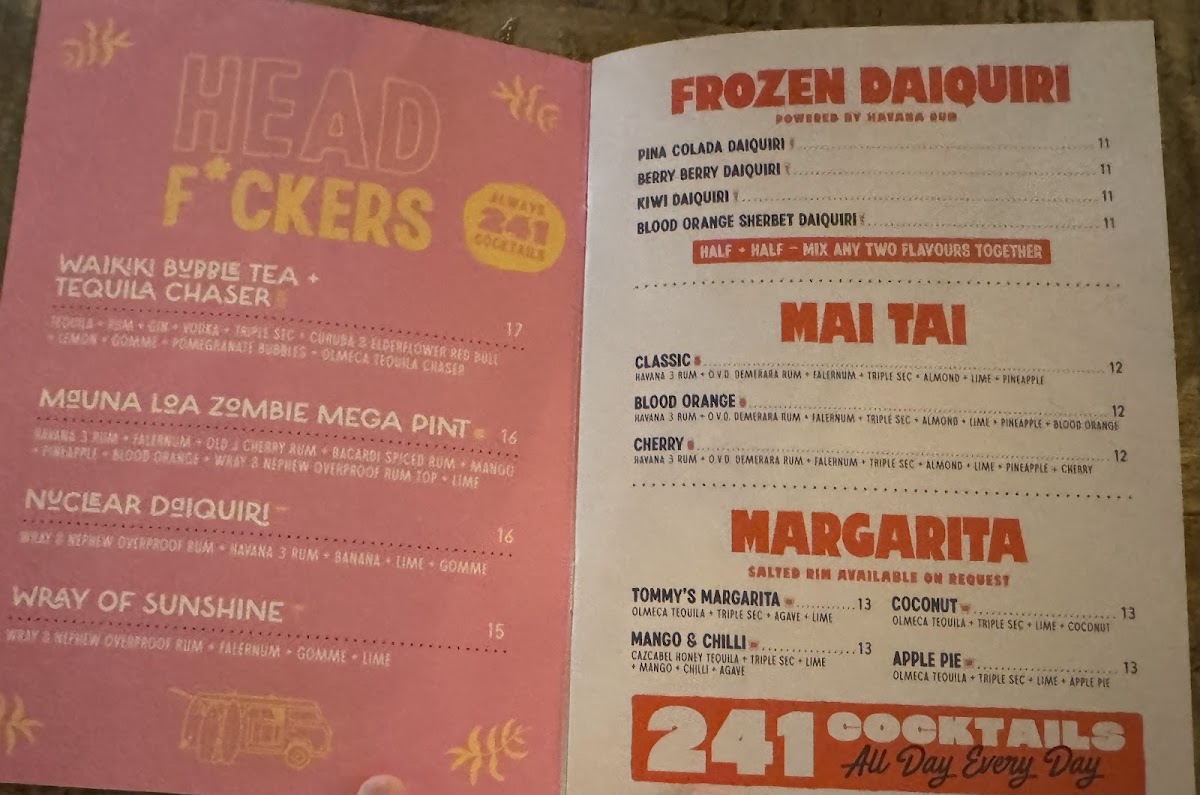 HEAD
F*CKERS
ALWAYS
241
COCKTAILS
WAIKIKI BUBBLE TEA +
TEQUILA CHASER 17
TEQUILA + RUM + GIN + VODKA + TRIPLE SEC + CURUBA & ELDERFLOWER RED BULL
+ LEMON + GOMME + POMEGRANATE BUBBLES + OLMECA TEQUILA CHASER
MAUNA LOA ZOMBIE MEGA PINT 16
HAVANA 3 RUM + FALERNUM + OLD J CHERRY RUM + BACARDI SPICED RUM + MANGO
+ PINEAPPLE + BLOOD ORANGE + WRAY & NEPHEW OVERPROOF RUM TOP + LIME
NUCLEAR DAIQUIRI 16
WRAY & NEPHEW OVERPROOF RUM + HAVANA 3 RUM + BANANA + LIME + GOMME
WRAY OF SUNSHINE 15
WRAY & NEPHEW OVERPROOF RUM + FALERNUM + GOMME + LIME
FROZEN DAIQUIRI
POWERED BY HAVANA RUM
PINA COLADA DAIQUIRI 11
BERRY BERRY DAIQUIRI 11
KIWI DAIQUIRI 11
BLOOD ORANGE SHERBET DAIQUIRI 11
HALF + HALF – MIX ANY TWO FLAVOURS TOGETHER
MAI TAI
CLASSIC 12
HAVANA 3 RUM + O.V.D. DEMERARA RUM + FALERNUM + TRIPLE SEC + ALMOND + LIME + PINEAPPLE
BLOOD ORANGE 12
HAVANA 3 RUM + O.V.D. DEMERARA RUM + FALERNUM + TRIPLE SEC + ALMOND + LIME + PINEAPPLE + BLOOD ORANGE
CHERRY 12
HAVANA 3 RUM + O.V.D. DEMERARA RUM + FALERNUM + TRIPLE SEC + ALMOND + LIME + PINEAPPLE + CHERRY
MARGARITA
SALTED RIM AVAILABLE ON REQUEST
TOMMY'S MARGARITA 13
OLMECA TEQUILA + TRIPLE SEC + AGAVE + LIME
MANGO & CHILLI 13
CAZCABEL HONEY TEQUILA + TRIPLE SEC + LIME
+ MANGO + CHILLI + AGAVE
COCONUT 13
OLMECA TEQUILA + TRIPLE SEC + LIME + COCONUT
APPLE PIE 13
OLMECA TEQUILA + TRIPLE SEC + LIME + APPLE PIE
241 COCKTAILS
All Day Every Day